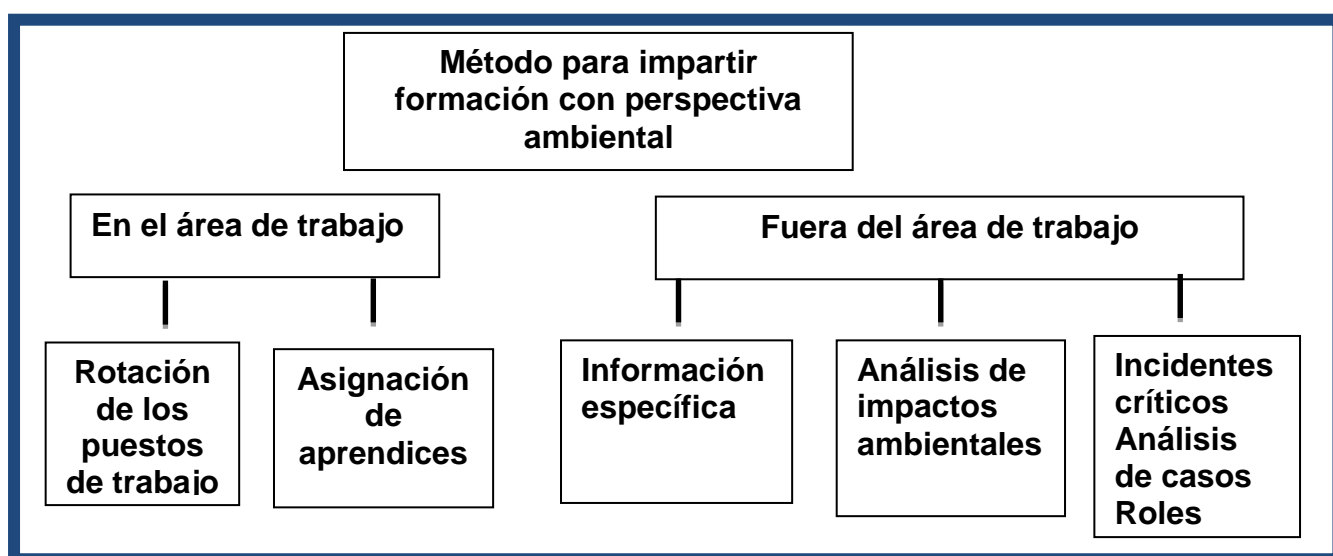 Método para impartir
formación con perspectiva
ambiental
En el área de trabajo
Fuera del área de trabajo
Rotación
de los
puestos
de trabajo
Asignación
de
aprendices
Información
específica
Análisis de
impactos
ambientales
Incidentes
críticos
Análisis
de casos
Roles